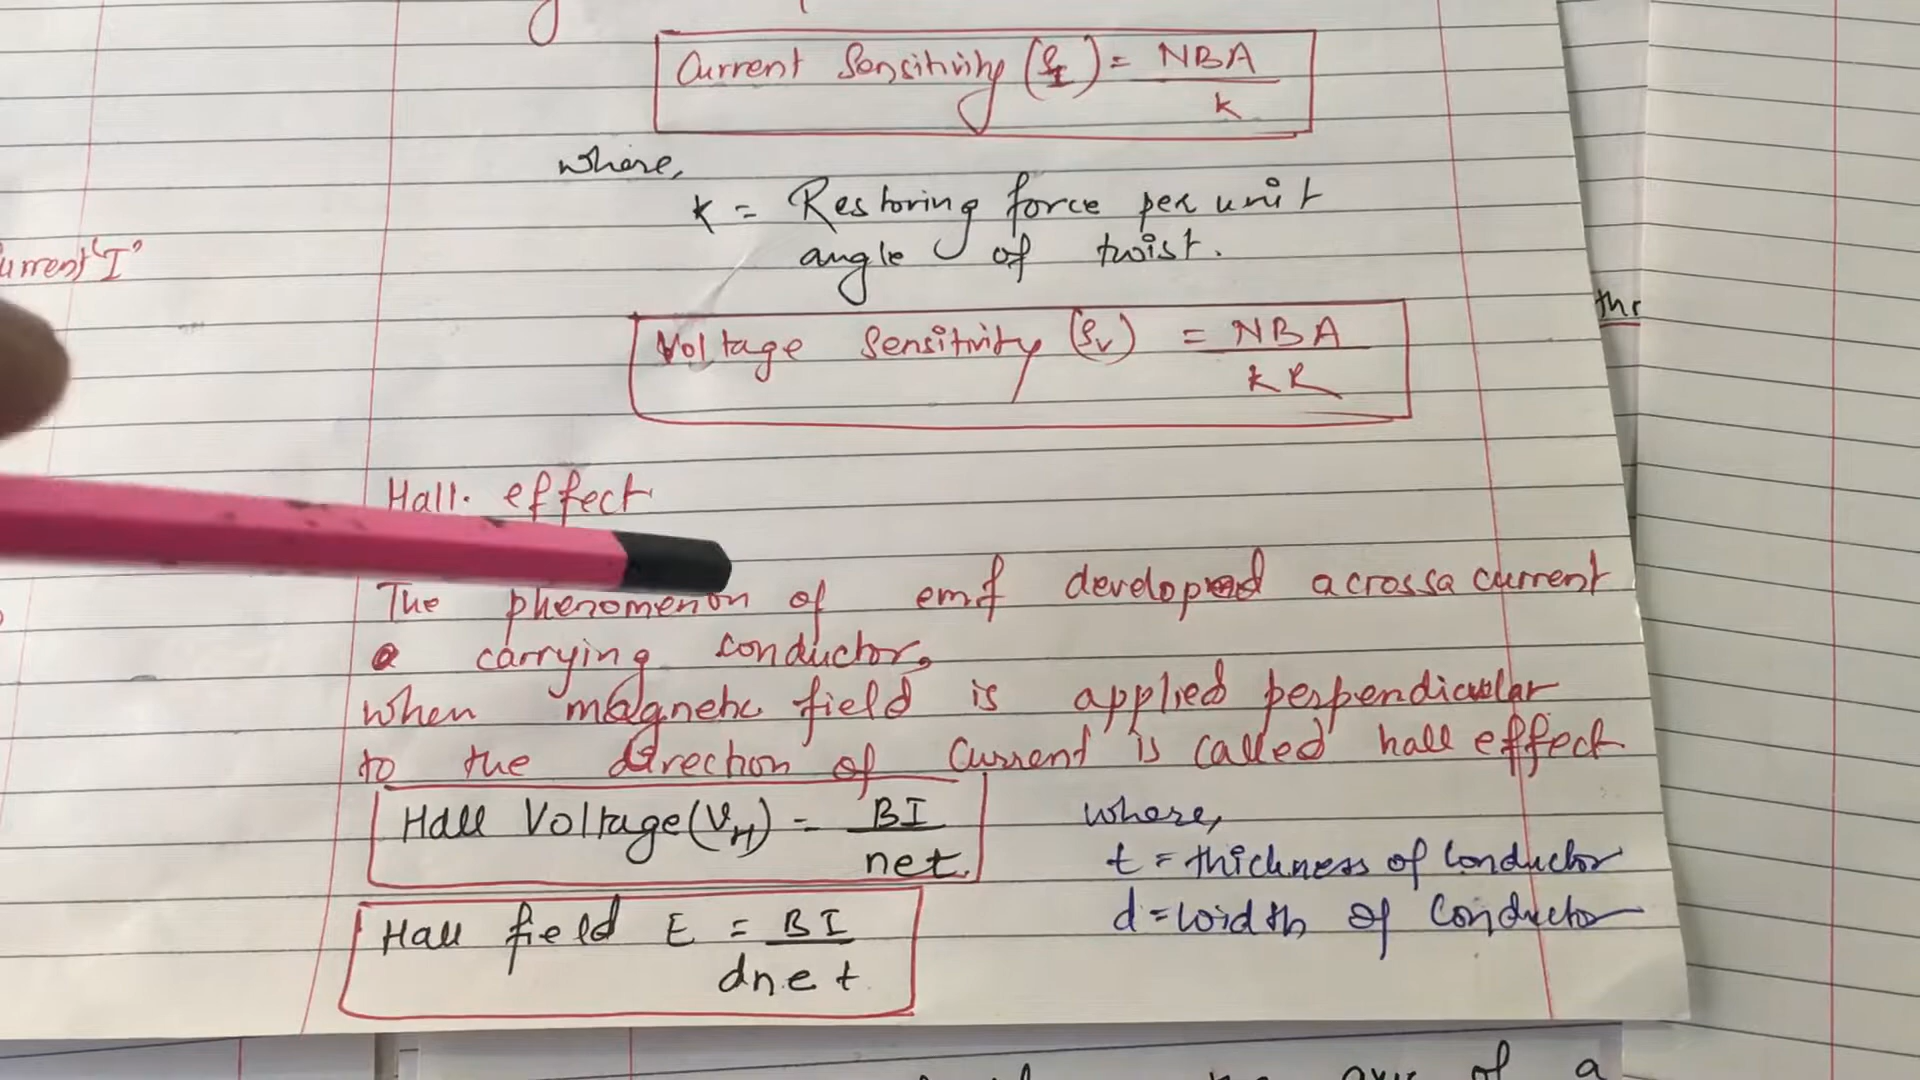 Current Sensitivity (S_I) = NBA / k
where,
k = Restoring force per unit
angle of twist.
urrent 'I'
Voltage Sensitivity (S_V) = NBA / kR
the
Hall effect
The phenomenon of emf developed across a current
carrying conductor,
when magnetic field is applied perpendicular
to the direction of Current is called hall effect
Hall Voltage (V_H) = BI / net.
where,
t = thickness of Conductor
d = width of Conductor
Hall field E = BI / dnet
of a